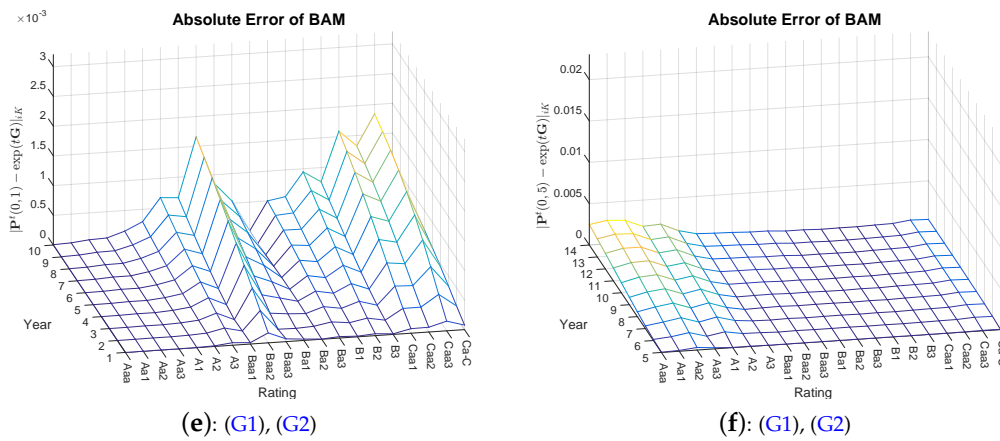 Absolute Error of BAM
×10⁻³
3
2.5
2
1.5
1
0.5
0
|P^t(0, 1) − exp(tG)|_iK
10
9
8
7
6
5
4
3
2
1
Year
Aaa
Aa1
Aa2
Aa3
A1
A2
A3
Baa1
Baa2
Baa3
Ba1
Ba2
Ba3
B1
B2
B3
Caa1
Caa2
Caa3
Ca-C
Rating
(e): (G1), (G2)
Absolute Error of BAM
0.02
0.015
0.01
0.005
0
|P^t(0, 5) − exp(tG)|_iK
14
13
12
11
10
9
8
7
6
5
Year
Aaa
Aa1
Aa2
Aa3
A1
A2
A3
Baa1
Baa2
Baa3
Ba1
Ba2
Ba3
B1
B2
B3
Caa1
Caa2
Caa3
Rating
(f): (G1), (G2)